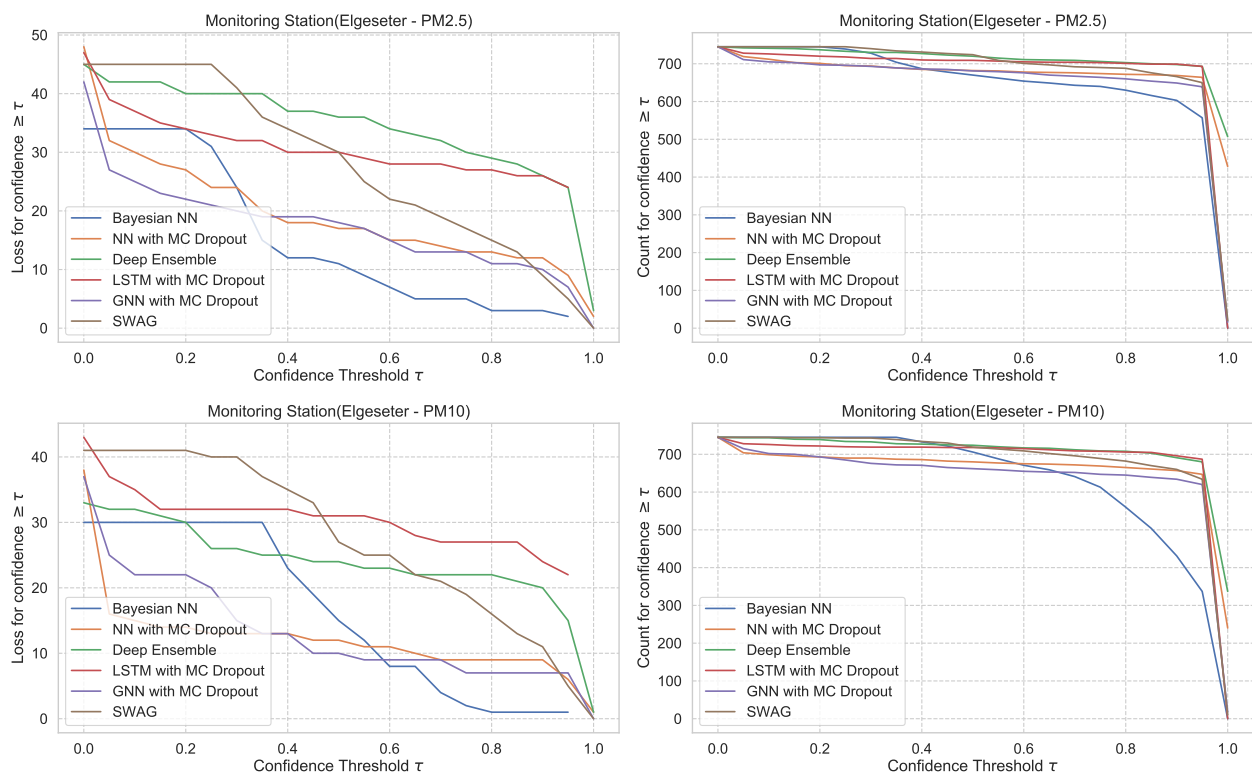 Monitoring Station(Elgeseter - PM2.5)
50
40
30
20
10
0
Loss for confidence ≥ τ
Bayesian NN
NN with MC Dropout
Deep Ensemble
LSTM with MC Dropout
GNN with MC Dropout
SWAG
0.0 0.2 0.4 0.6 0.8 1.0
Confidence Threshold τ
Monitoring Station(Elgeseter - PM2.5)
700
600
500
400
300
200
100
0
Count for confidence ≥ τ
Bayesian NN
NN with MC Dropout
Deep Ensemble
LSTM with MC Dropout
GNN with MC Dropout
SWAG
0.0 0.2 0.4 0.6 0.8 1.0
Confidence Threshold τ
Monitoring Station(Elgeseter - PM10)
40
30
20
10
0
Loss for confidence ≥ τ
Bayesian NN
NN with MC Dropout
Deep Ensemble
LSTM with MC Dropout
GNN with MC Dropout
SWAG
0.0 0.2 0.4 0.6 0.8 1.0
Confidence Threshold τ
Monitoring Station(Elgeseter - PM10)
700
600
500
400
300
200
100
0
Count for confidence ≥ τ
Bayesian NN
NN with MC Dropout
Deep Ensemble
LSTM with MC Dropout
GNN with MC Dropout
SWAG
0.0 0.2 0.4 0.6 0.8 1.0
Confidence Threshold τ